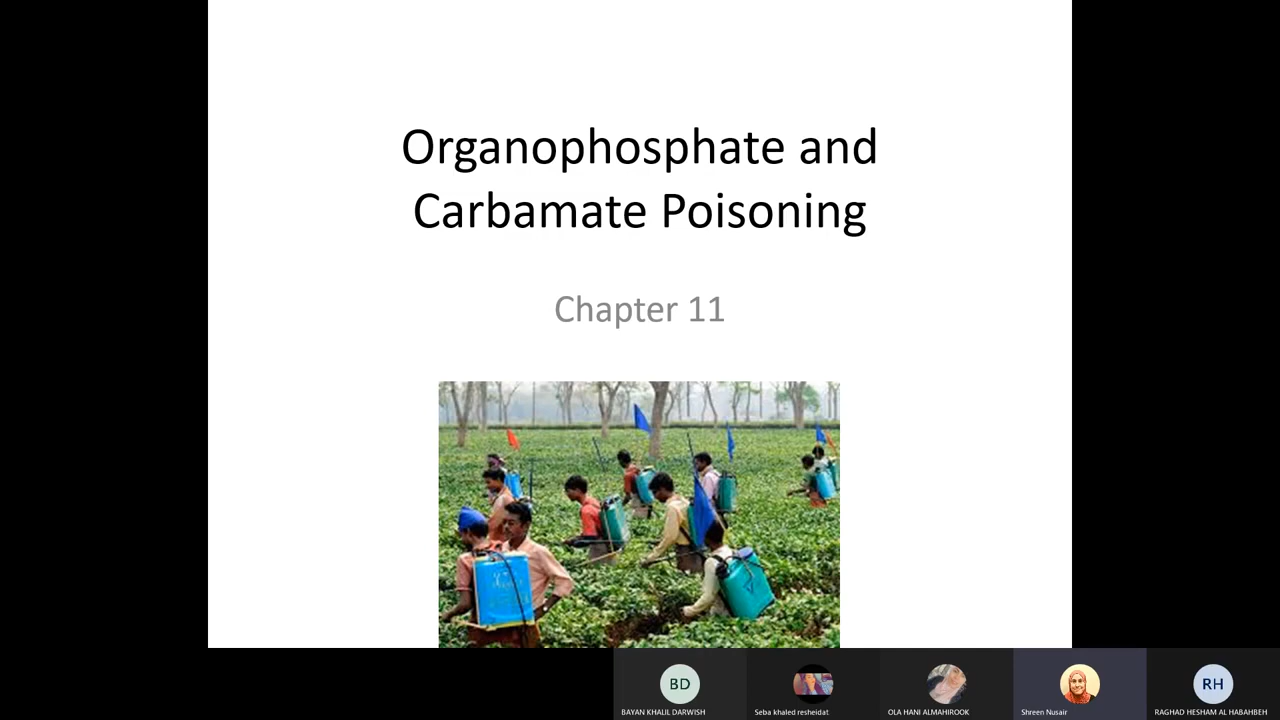 Organophosphate and
Carbamate Poisoning
Chapter 11
BD
RH
BAYAN KHALIL DARWISH
Seba khaled resheidat
OLA HANI ALMAHIROOK
Shreen Nusair
RAGHAD HESHAM AL HABAHBEH